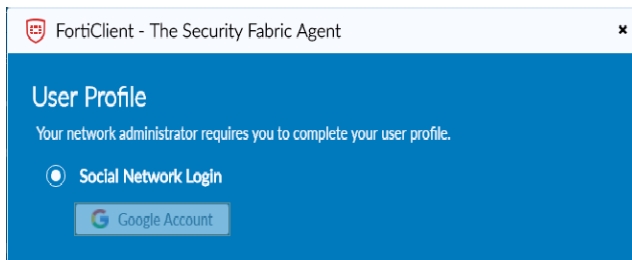 FortiClient - The Security Fabric Agent
User Profile
Your network administrator requires you to complete your user profile.
Social Network Login
Google Account